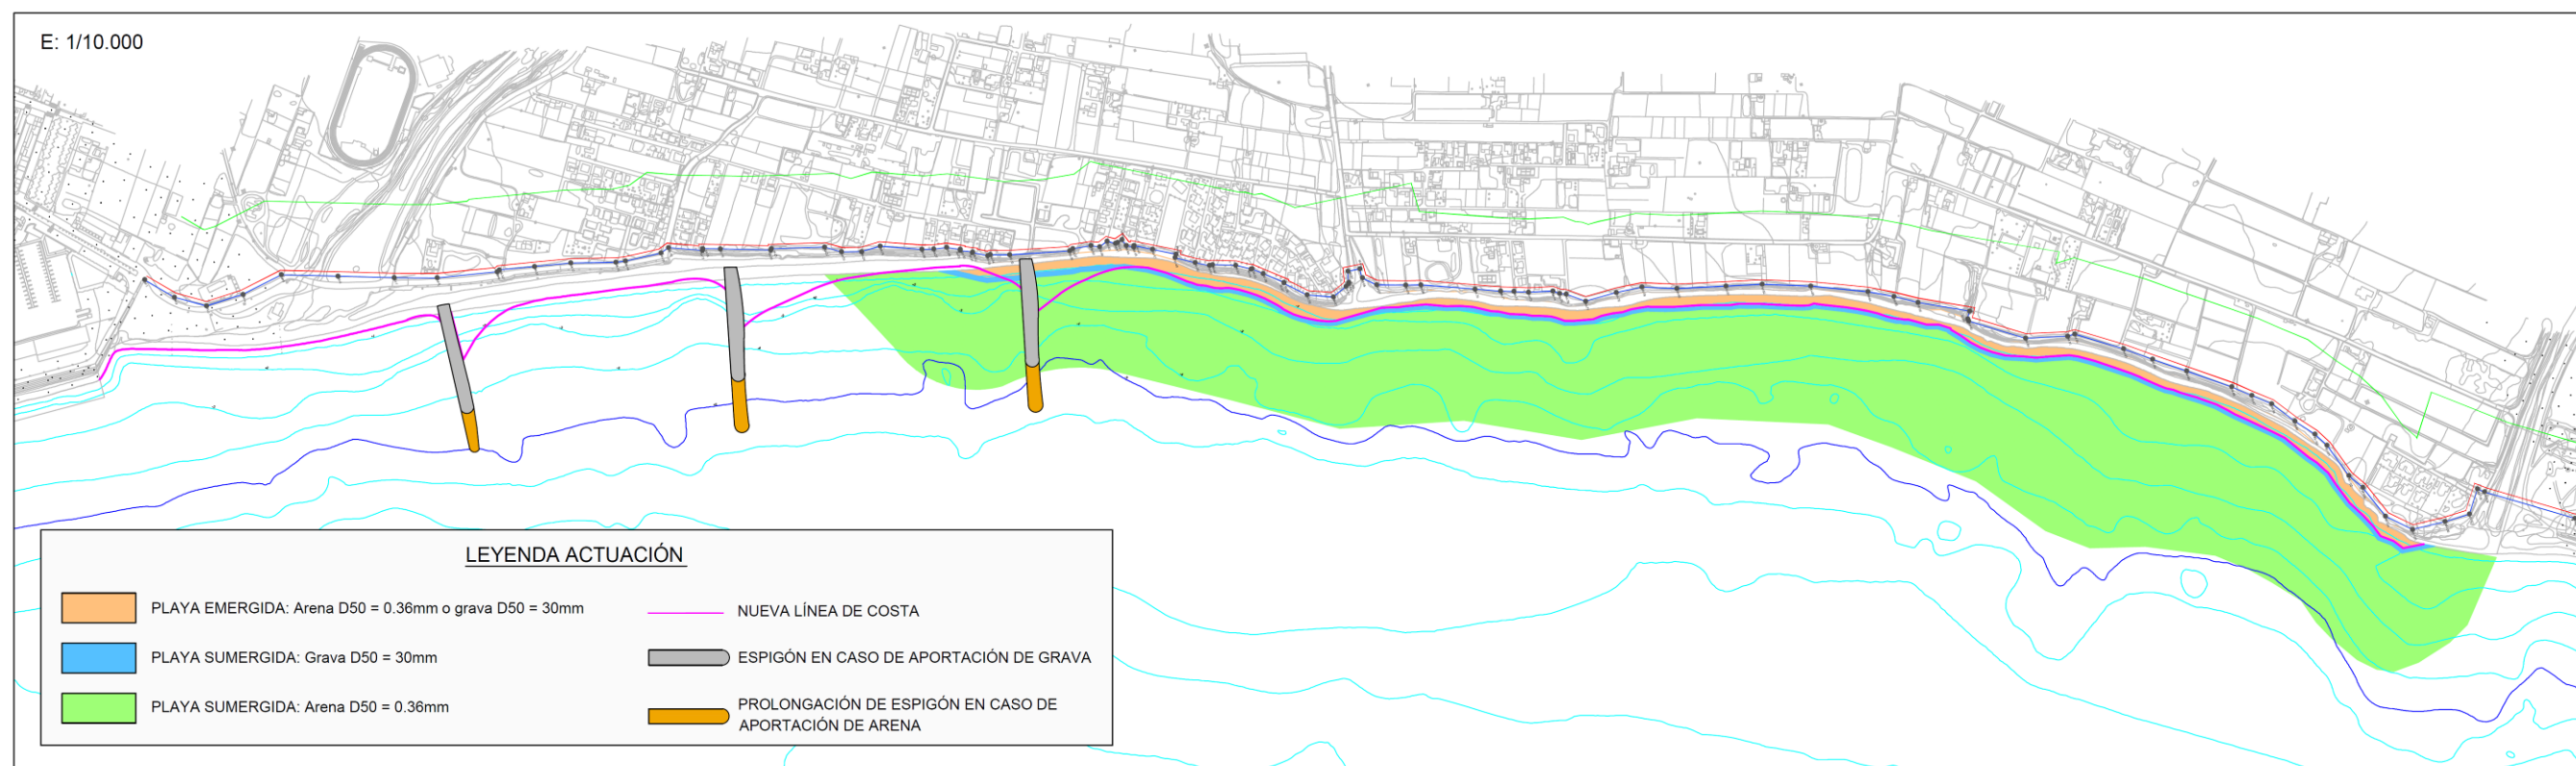 E: 1/10.000
LEYENDA ACTUACIÓN
PLAYA EMERGIDA: Arena D50 = 0.36mm o grava D50 = 30mm
PLAYA SUMERGIDA: Grava D50 = 30mm
PLAYA SUMERGIDA: Arena D50 = 0.36mm
NUEVA LÍNEA DE COSTA
ESPIGÓN EN CASO DE APORTACIÓN DE GRAVA
PROLONGACIÓN DE ESPIGÓN EN CASO DE
APORTACIÓN DE ARENA